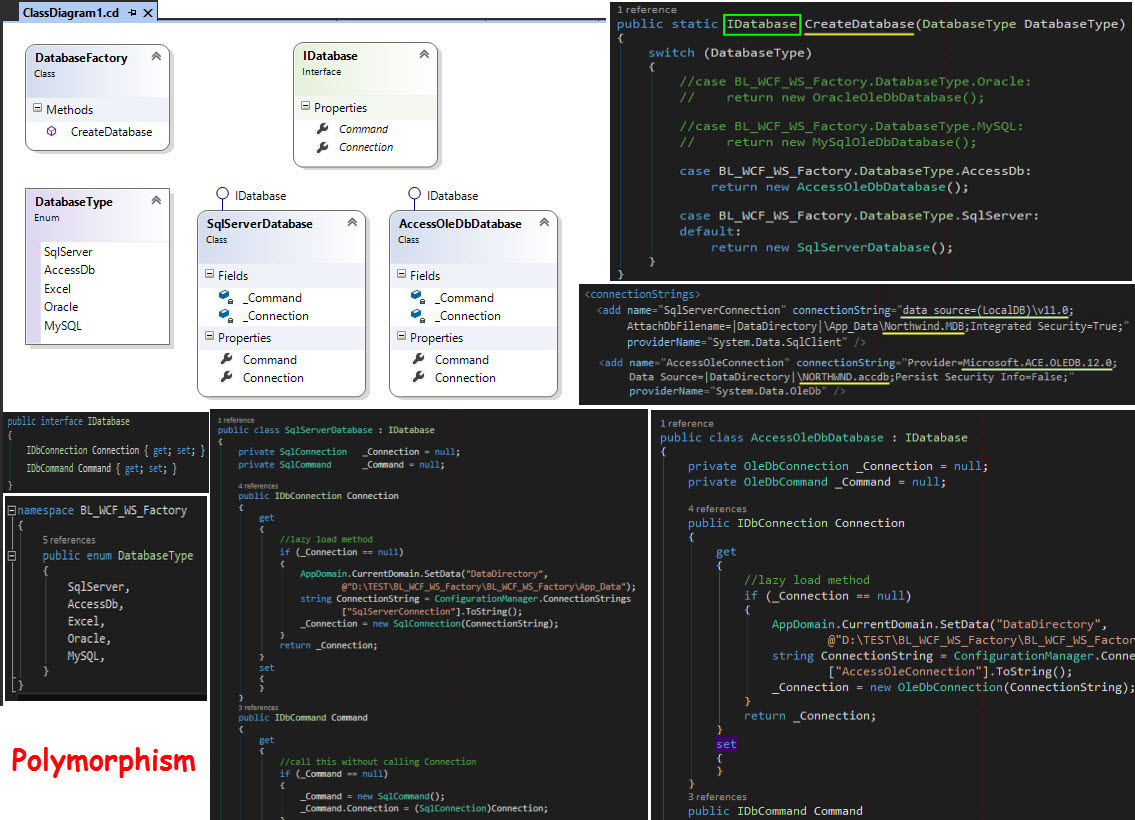 ClassDiagram1.cd
DatabaseFactory
Class
Methods
CreateDatabase
IDatabase
Interface
Properties
Command
Connection
DatabaseType
Enum
SqlServer
AccessDb
Excel
Oracle
MySQL
IDatabase
SqlServerDatabase
Class
Fields
_Command
_Connection
Properties
Command
Connection
IDatabase
AccessOleDbDatabase
Class
Fields
_Command
_Connection
Properties
Command
Connection
1 reference
public static IDatabase CreateDatabase(DatabaseType DatabaseType)
{
switch (DatabaseType)
{
//case BL_WCF_WS_Factory.DatabaseType.Oracle:
//    return new OracleOleDbDatabase();
//case BL_WCF_WS_Factory.DatabaseType.MySQL:
//    return new MySqlOleDbDatabase();
case BL_WCF_WS_Factory.DatabaseType.AccessDb:
return new AccessOleDbDatabase();
case BL_WCF_WS_Factory.DatabaseType.SqlServer:
default:
return new SqlServerDatabase();
}
}
<connectionStrings>
<add name="SqlServerConnection" connectionString="data source=(LocalDB)\v11.0;
AttachDbFilename=|DataDirectory|\App_Data\Northwind.MDB;Integrated Security=True;"
providerName="System.Data.SqlClient" />
<add name="AccessOleConnection" connectionString="Provider=Microsoft.ACE.OLEDB.12.0;
Data Source=|DataDirectory|\NORTHWND.accdb;Persist Security Info=False;"
providerName="System.Data.OleDb" />
public interface IDatabase
{
IDbConnection Connection { get; set; }
IDbCommand Command { get; set; }
}
namespace BL_WCF_WS_Factory
{
5 references
public enum DatabaseType
{
SqlServer,
AccessDb,
Excel,
Oracle,
MySQL,
}
}
Polymorphism
1 reference
public class SqlServerDatabase : IDatabase
{
private SqlConnection _Connection = null;
private SqlCommand _Command = null;
4 references
public IDbConnection Connection
{
get
{
//lazy load method
if (_Connection == null)
{
AppDomain.CurrentDomain.SetData("DataDirectory",
@"D:\TEST\BL_WCF_WS_Factory\BL_WCF_WS_Factory\App_Data");
string ConnectionString = ConfigurationManager.ConnectionStrings
["SqlServerConnection"].ToString();
_Connection = new SqlConnection(ConnectionString);
}
return _Connection;
}
set
{
}
}
3 references
public IDbCommand Command
{
get
{
//call this without calling Connection
if (_Command == null)
{
_Command = new SqlCommand();
_Command.Connection = (SqlConnection)Connection;
}
1 reference
public class AccessOleDbDatabase : IDatabase
{
private OleDbConnection _Connection = null;
private OleDbCommand _Command = null;
4 references
public IDbConnection Connection
{
get
{
//lazy load method
if (_Connection == null)
{
AppDomain.CurrentDomain.SetData("DataDirectory",
@"D:\TEST\BL_WCF_WS_Factory\BL_WCF_WS_Factor
string ConnectionString = ConfigurationManager.Conne
["AccessOleConnection"].ToString();
_Connection = new OleDbConnection(ConnectionString);
}
return _Connection;
}
set
{
}
}
3 references
public IDbCommand Command